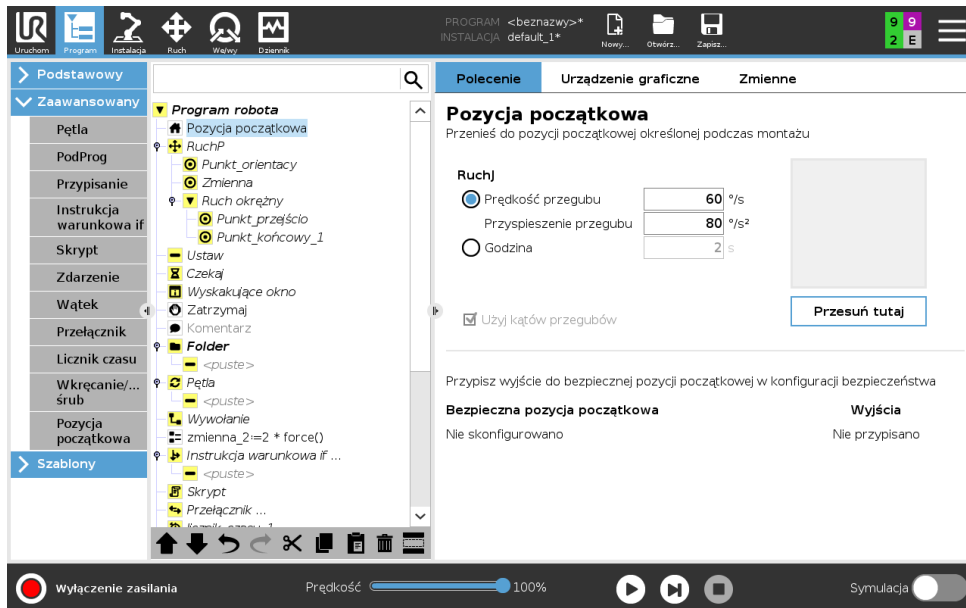 PROGRAM <beznazwy>*
INSTALACJA default_1*
Uruchom Program Instalacja Ruch We/wy Dziennik Nowy... Otwórz... Zapisz...
9 9
2 E
Podstawowy
Zaawansowany
Pętla
PodProg
Przypisanie
Instrukcja
warunkowa if
Skrypt
Zdarzenie
Wątek
Przełącznik
Licznik czasu
Wkręcanie/...
śrub
Pozycja
początkowa
Szablony
Program robota
Pozycja początkowa
RuchP
Punkt_orientacy
Zmienna
Ruch okrężny
Punkt_przejścio
Punkt_końcowy_1
Ustaw
Czekaj
Wyskakujące okno
Zatrzymaj
Komentarz
Folder
<puste>
Pętla
<puste>
Wywołanie
zmienna_2:=2 * force()
Instrukcja warunkowa if ...
<puste>
Skrypt
Przełącznik ...
Polecenie Urządzenie graficzne Zmienne
Pozycja początkowa
Przenieś do pozycji początkowej określonej podczas montażu
RuchJ
Prędkość przegubu 60 °/s
Przyspieszenie przegubu 80 °/s²
Godzina 2 s
Użyj kątów przegubów
Przesuń tutaj
Przypisz wyjście do bezpiecznej pozycji początkowej w konfiguracji bezpieczeństwa
Bezpieczna pozycja początkowa Wyjścia
Nie skonfigurowano Nie przypisano
Wyłączenie zasilania Prędkość 100% Symulacja